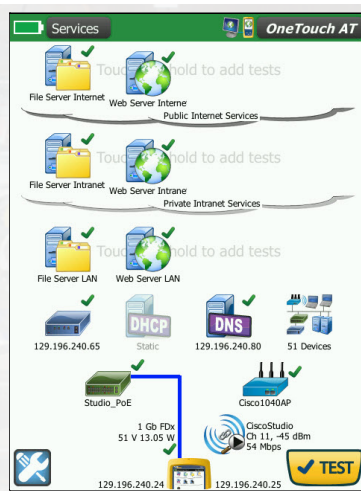 Services
OneTouch AT
Touch hold to add tests
File Server Internet
Web Server Interne
Public Internet Services
Touch hold to add tests
File Server Intranet
Web Server Intrane
Private Intranet Services
Touch hold to add tests
File Server LAN
Web Server LAN
DHCP
DNS
129.196.240.65
Static
129.196.240.80
51 Devices
Studio_PoE
Cisco1040AP
1 Gb FDx
51 V 13.05 W
CiscoStudio
Ch 11, -45 dBm
54 Mbps
TEST
129.196.240.24
129.196.240.25